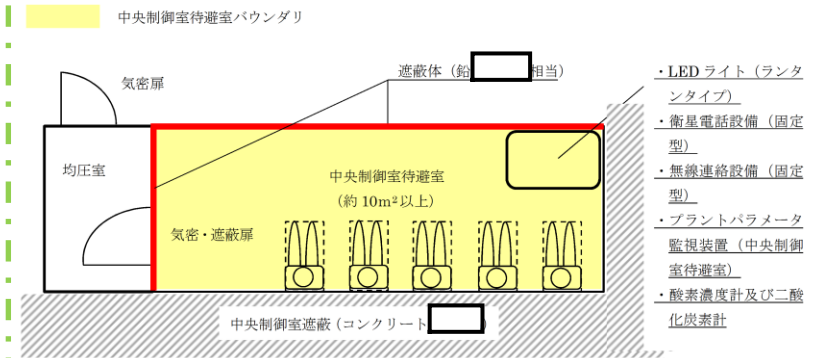 中央制御室待避室バウンダリ
遮蔽体（鉛　　　相当）
気密扉
均圧室
中央制御室待避室
（約 10m²以上）
気密・遮蔽扉
中央制御室遮蔽（コンクリート　　　）
・LED ライト（ランタ
ンタイプ）
・衛星電話設備（固定
型）
・無線連絡設備（固定
型）
・プラントパラメータ
監視装置（中央制御
室待避室）
・酸素濃度計及び二酸
化炭素計